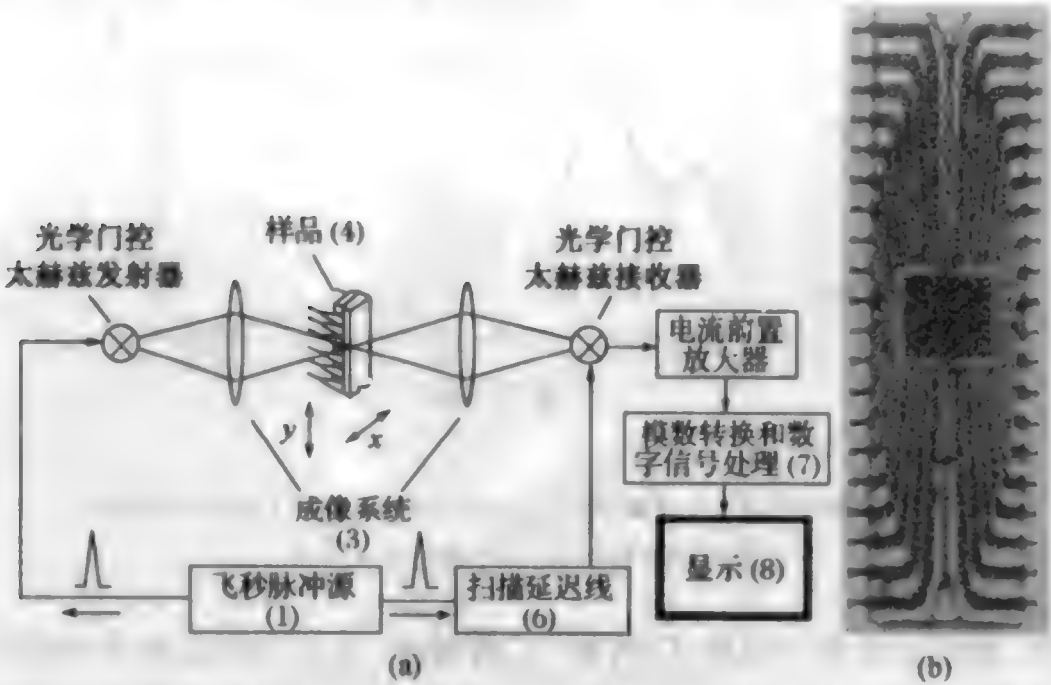 样品 (4)
光学门控
太赫兹发射器
光学门控
太赫兹接收器
电流前置
放大器
模数转换和数
字信号处理 (7)
y
x
成像系统
(3)
显示 (8)
飞秒脉冲源
(1)
扫描延迟线
(6)
(a)
(b)